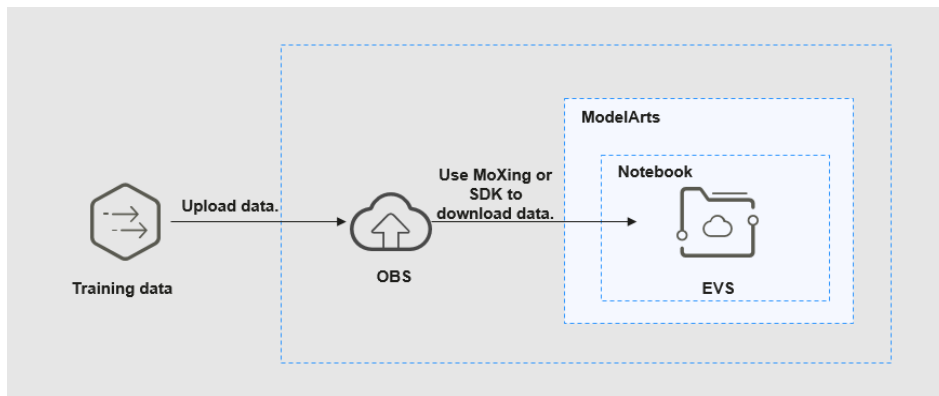 ModelArts
Notebook
Use MoXing or
SDK to
download data.
Upload data.
OBS
Training data
EVS